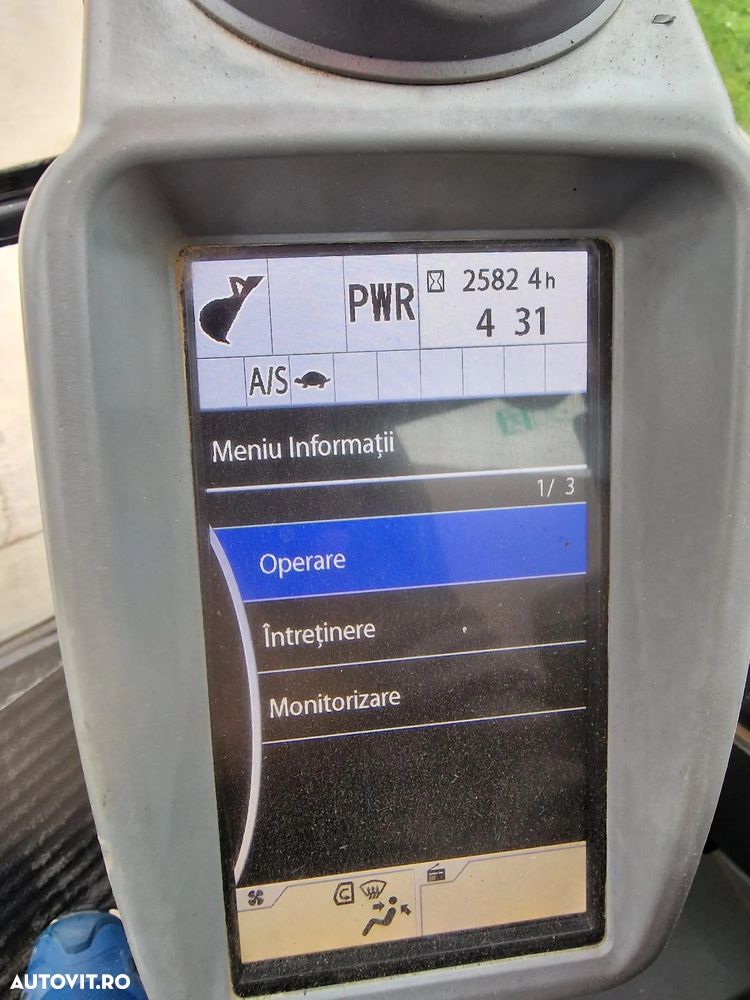 PWR
2582 4h
4 31
A/S
Meniu Informații
1/ 3
Operare
Întreținere
Monitorizare
AUTOVIT.RO